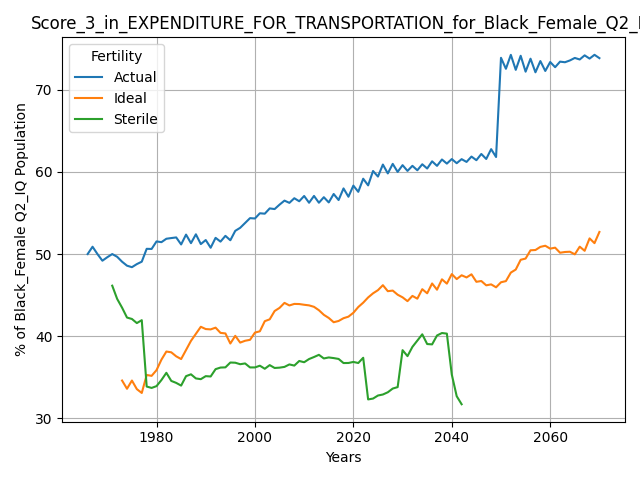 Score_3_in_EXPENDITURE_FOR_TRANSPORTATION_for_Black_Female_Q2_
Fertility
Actual
Ideal
Sterile
% of Black_Female Q2_IQ Population
70
60
50
40
30
1980
2000
2020
2040
2060
Years